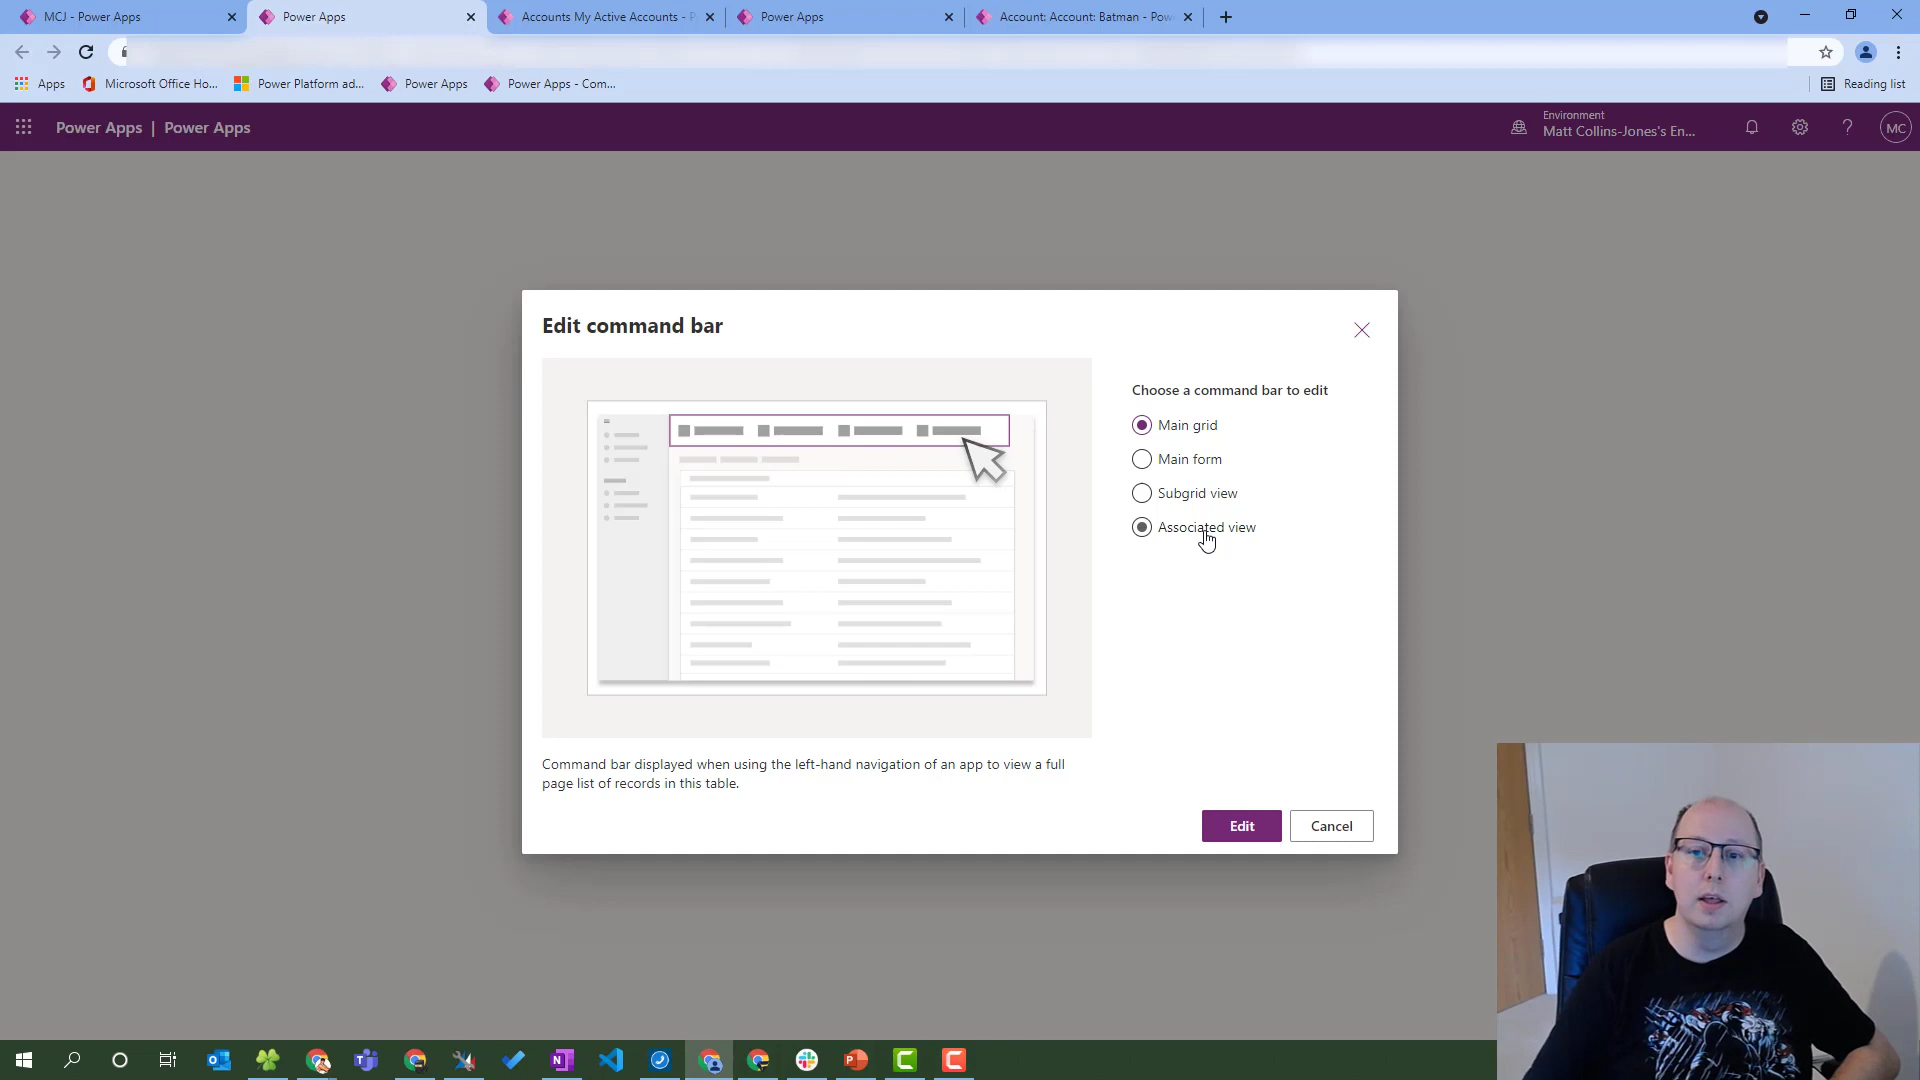 MCJ - Power Apps
Power Apps
Accounts My Active Accounts - P
Power Apps
Account: Account: Batman - Pow
Apps
Microsoft Office Ho...
Power Platform ad...
Power Apps
Power Apps - Com...
Reading list
Power Apps | Power Apps
Environment
Matt Collins-Jones's En...
MC
Edit command bar
Choose a command bar to edit
Main grid
Main form
Subgrid view
Associated view
Command bar displayed when using the left-hand navigation of an app to view a full
page list of records in this table.
Edit
Cancel